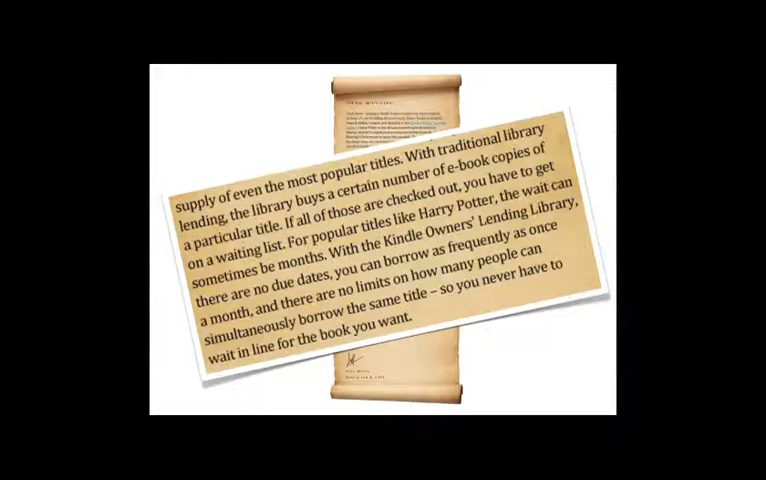 supply of even the most popular titles. With traditional library
lending, the library buys a certain number of e-book copies of
a particular title. If all of those are checked out, you have to get
on a waiting list. For popular titles like Harry Potter, the wait can
sometimes be months. With the Kindle Owners' Lending Library,
there are no due dates, you can borrow as frequently as once
a month, and there are no limits on how many people can
simultaneously borrow the same title – so you never have to
wait in line for the book you want.